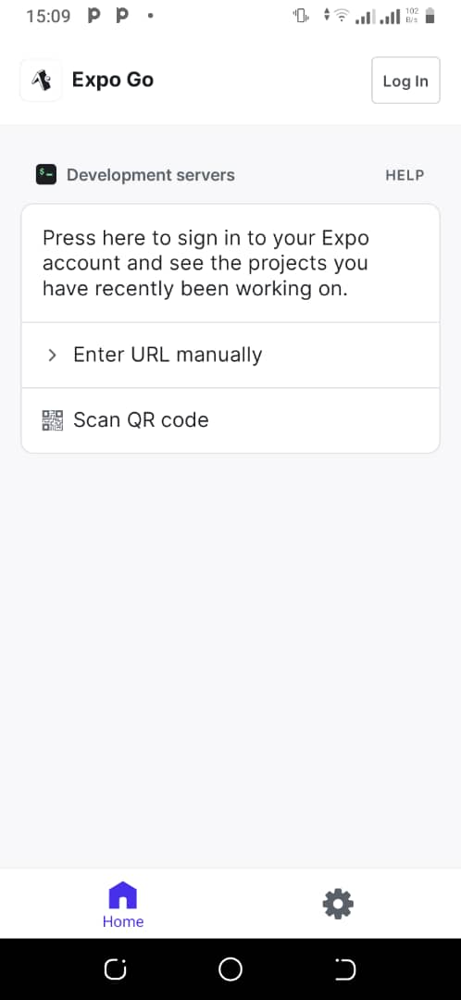 15:09 P P
102
B/s
Expo Go
Log In
$ _ Development servers
HELP
Press here to sign in to your Expo
account and see the projects you
have recently been working on.
Enter URL manually
Scan QR code
Home